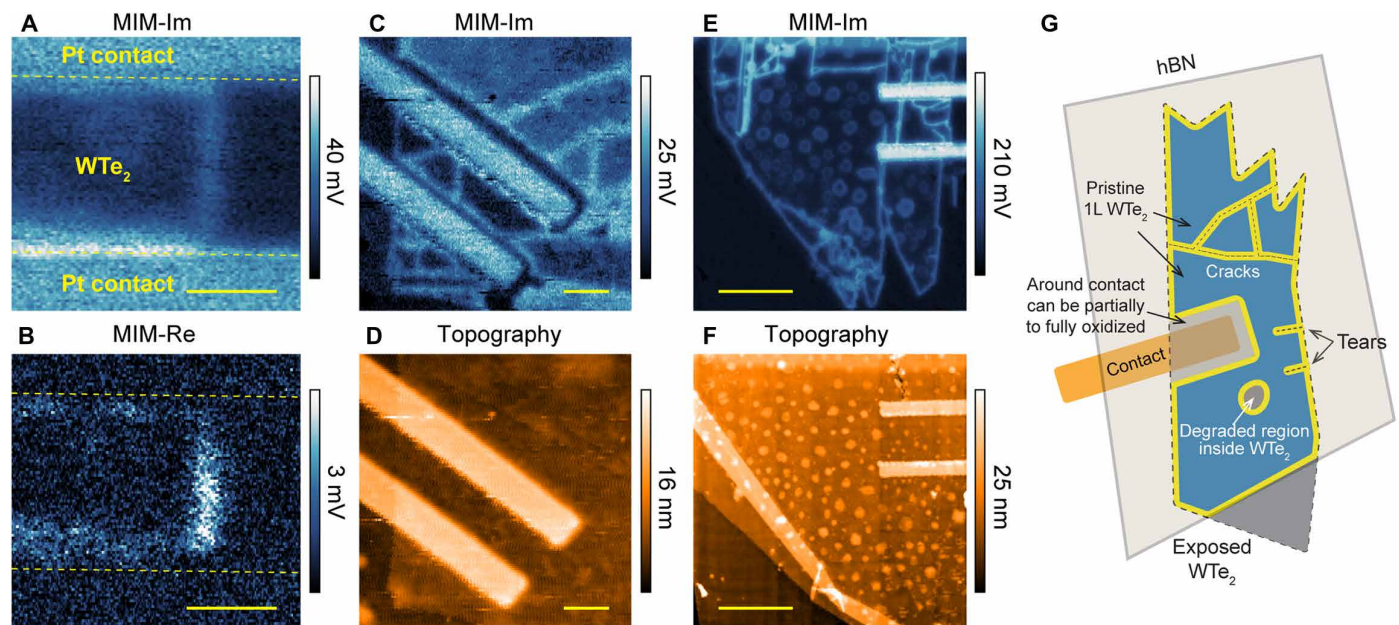 A
MIM-Im
Pt contact
WTe₂
Pt contact
40 mV
B
MIM-Re
3 mV
C
MIM-Im
25 mV
D
Topography
16 nm
E
MIM-Im
210 mV
F
Topography
25 nm
G
hBN
Pristine
1L WTe₂
Cracks
Around contact
can be partially
to fully oxidized
Contact
Tears
Degraded region
inside WTe₂
Exposed
WTe₂